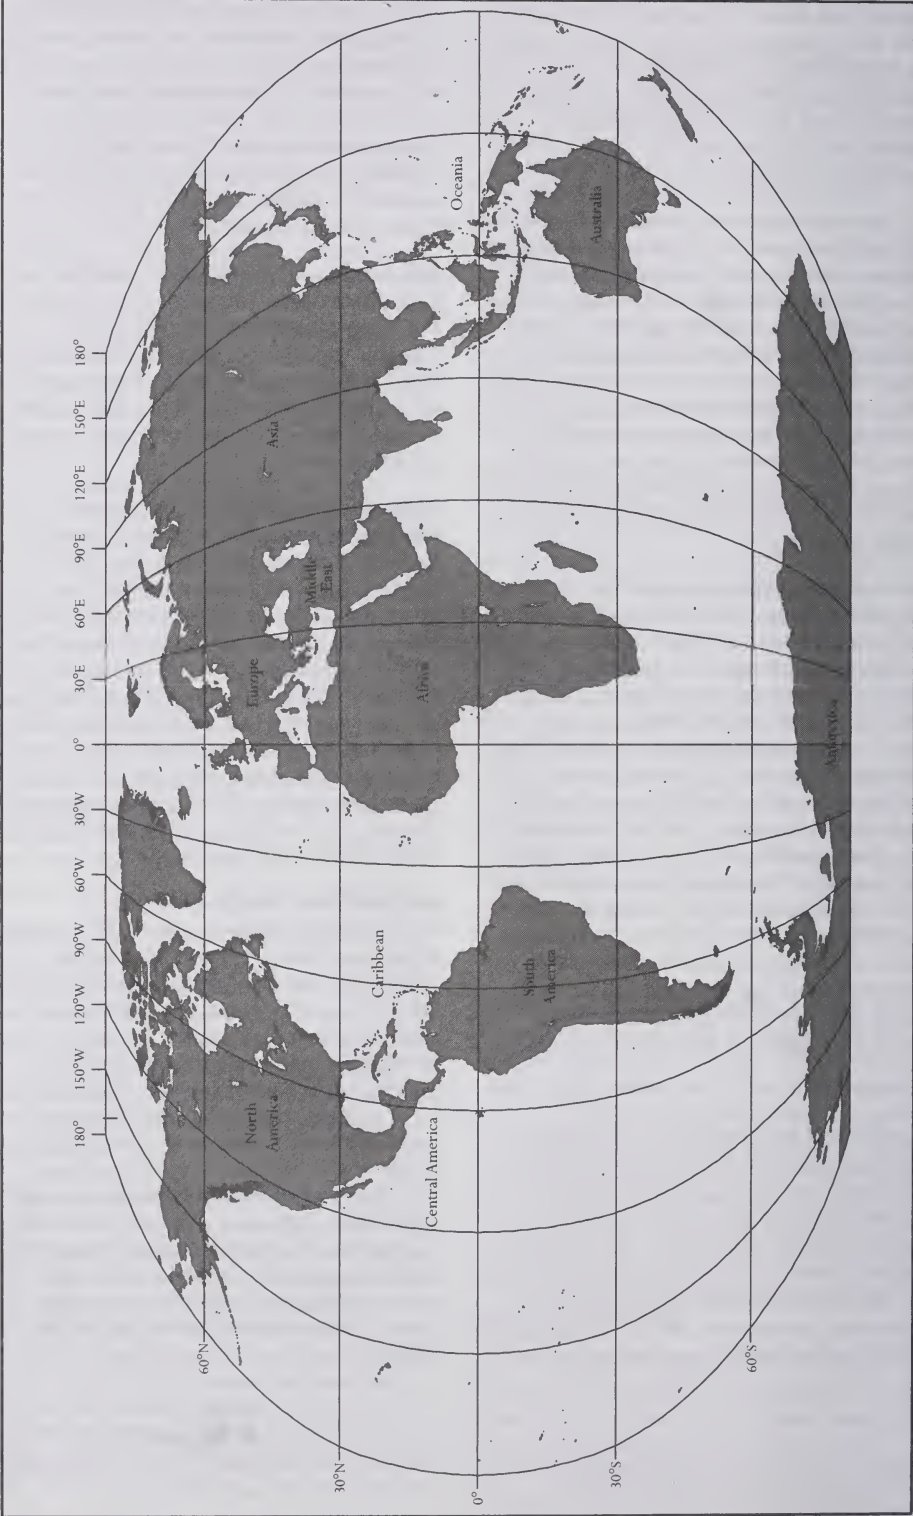 180°
150°W
120°W
90°W
60°W
30°W
0°
30°E
60°E
90°E
120°E
150°E
180°
60°N
30°N
0°
30°S
60°S
North
America
Central America
Caribbean
South
America
Europe
Africa
Middle
East
Asia
Oceania
Australia
Antarctica